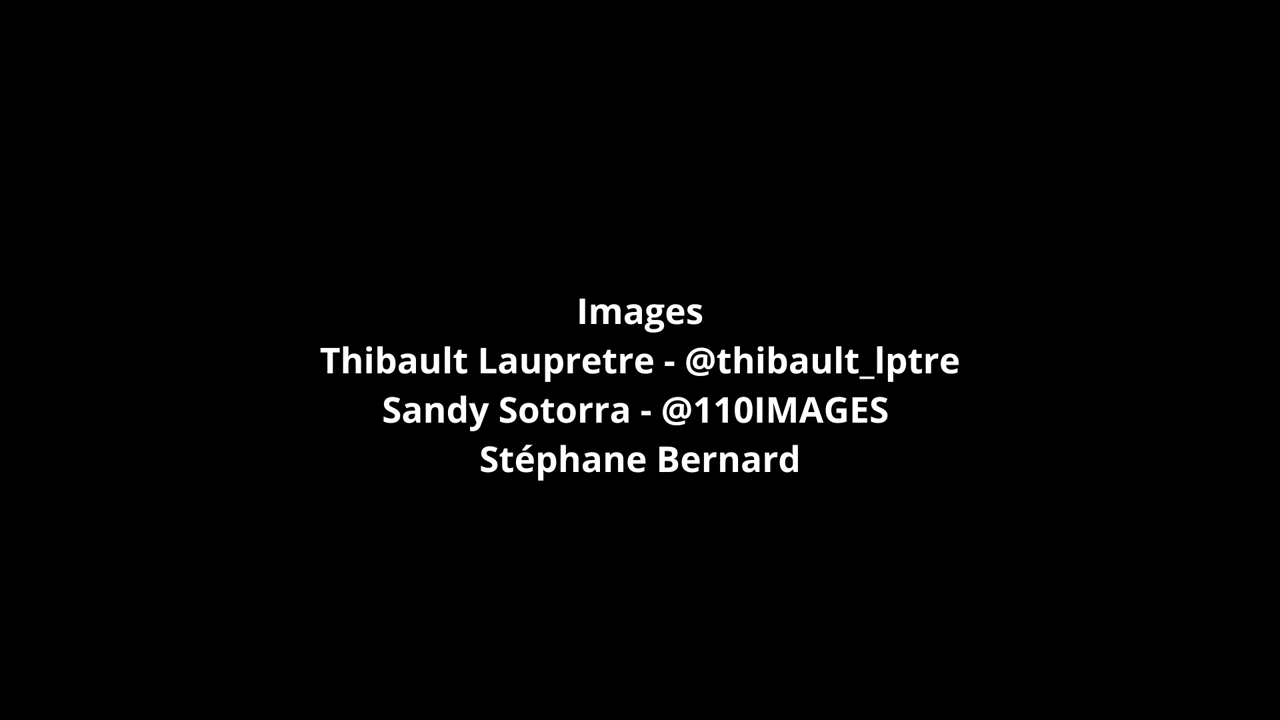 Images
Thibault Laupretre - @thibault_lptre
Sandy Sotorra - @110IMAGES
Stéphane Bernard